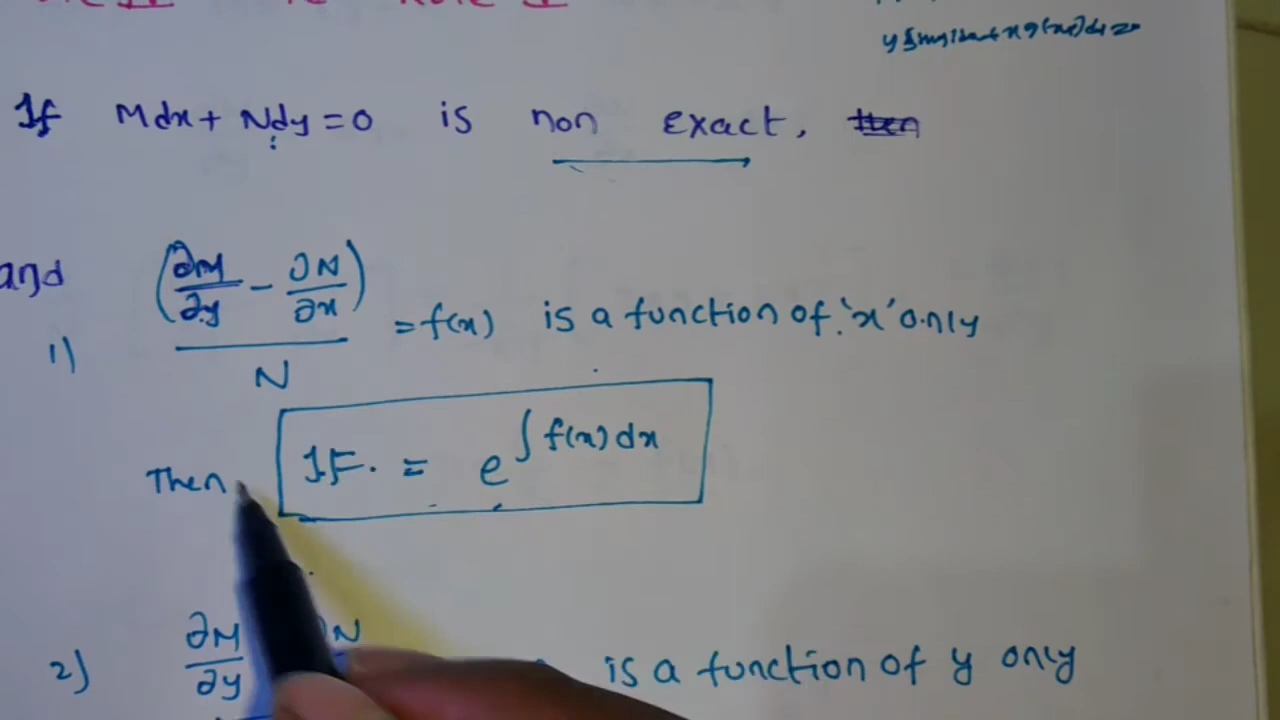 If Mdx + Ndy = 0 is non exact, then
and
1) (∂M/∂y - ∂N/∂x)/N = f(x) is a function of 'x' only
Then I.F. = e^∫f(x)dx
2) ∂M/∂y ∂N is a function of y only